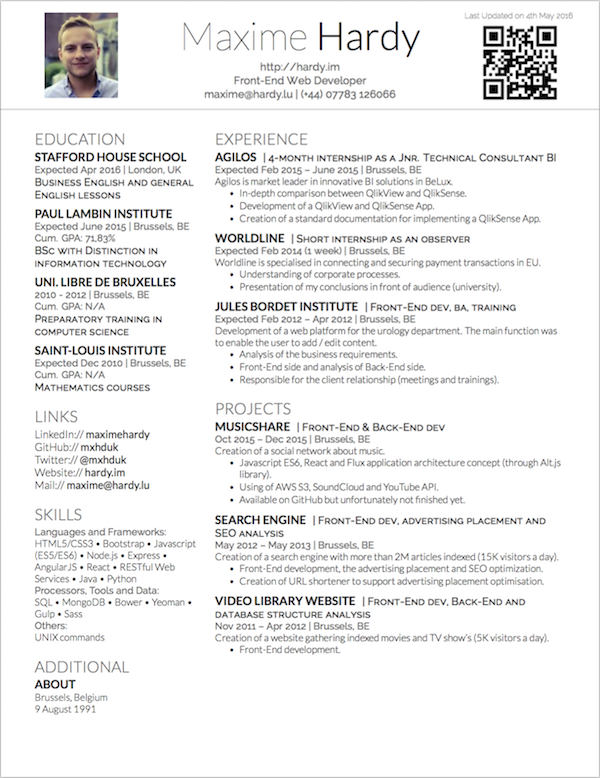 Last Updated on 4th May 2016
Maxime Hardy
http://hardy.im
Front-End Web Developer
maxime@hardy.lu | (+44) 07783 126066
EDUCATION
STAFFORD HOUSE SCHOOL
Expected Apr 2016 | London, UK
Business English and general
English lessons
PAUL LAMBIN INSTITUTE
Expected June 2015 | Brussels, BE
Cum. GPA: 71,83%
BSc with Distinction in
information technology
UNI. LIBRE DE BRUXELLES
2010 - 2012 | Brussels, BE
Cum. GPA: N/A
Preparatory training in
computer science
SAINT-LOUIS INSTITUTE
Expected Dec 2010 | Brussels, BE
Cum. GPA: N/A
Mathematics courses
LINKS
LinkedIn:// maximehardy
GitHub:// mxhduk
Twitter:// @mxhduk
Website:// hardy.im
Mail:// maxime@hardy.lu
SKILLS
Languages and Frameworks:
HTML5/CSS3 • Bootstrap • Javascript
(ES5/ES6) • Node.js • Express •
AngularJS • React • RESTful Web
Services • Java • Python
Processors, Tools and Data:
SQL • MongoDB • Bower • Yeoman •
Gulp • Sass
Others:
UNIX commands
ADDITIONAL
ABOUT
Brussels, Belgium
9 August 1991
EXPERIENCE
AGILOS | 4-month internship as a Jnr. Technical Consultant BI
Expected Feb 2015 – June 2015 | Brussels, BE
Agilos is market leader in innovative BI solutions in BeLux.
• In-depth comparison between QlikView and QlikSense.
• Development of a QlikView and QlikSense App.
• Creation of a standard documentation for implementing a QlikSense App.
WORLDLINE | Short internship as an observer
Expected Feb 2014 (1 week) | Brussels, BE
Worldline is specialised in connecting and securing payment transactions in EU.
• Understanding of corporate processes.
• Presentation of my conclusions in front of audience (university).
JULES BORDET INSTITUTE | Front-End dev, ba, training
Expected Feb 2012 – Apr 2012 | Brussels, BE
Development of a web platform for the urology department. The main function was
to enable the user to add / edit content.
• Analysis of the business requirements.
• Front-End side and analysis of Back-End side.
• Responsible for the client relationship (meetings and trainings).
PROJECTS
MUSICSHARE | Front-End & Back-End dev
Oct 2015 – Dec 2015 | Brussels, BE
Creation of a social network about music.
• Javascript ES6, React and Flux application architecture concept (through Alt.js
library).
• Using of AWS S3, SoundCloud and YouTube API.
• Available on GitHub but unfortunately not finished yet.
SEARCH ENGINE | Front-End dev, advertising placement and
SEO analysis
May 2012 – May 2013 | Brussels, BE
Creation of a search engine with more than 2M articles indexed (15K visitors a day).
• Front-End development, the advertising placement and SEO optimization.
• Creation of URL shortener to support advertising placement optimisation.
VIDEO LIBRARY WEBSITE | Front-End dev, Back-End and
database structure analysis
Nov 2011 – Apr 2012 | Brussels, BE
Creation of a website gathering indexed movies and TV show's (5K visitors a day).
• Front-End development.